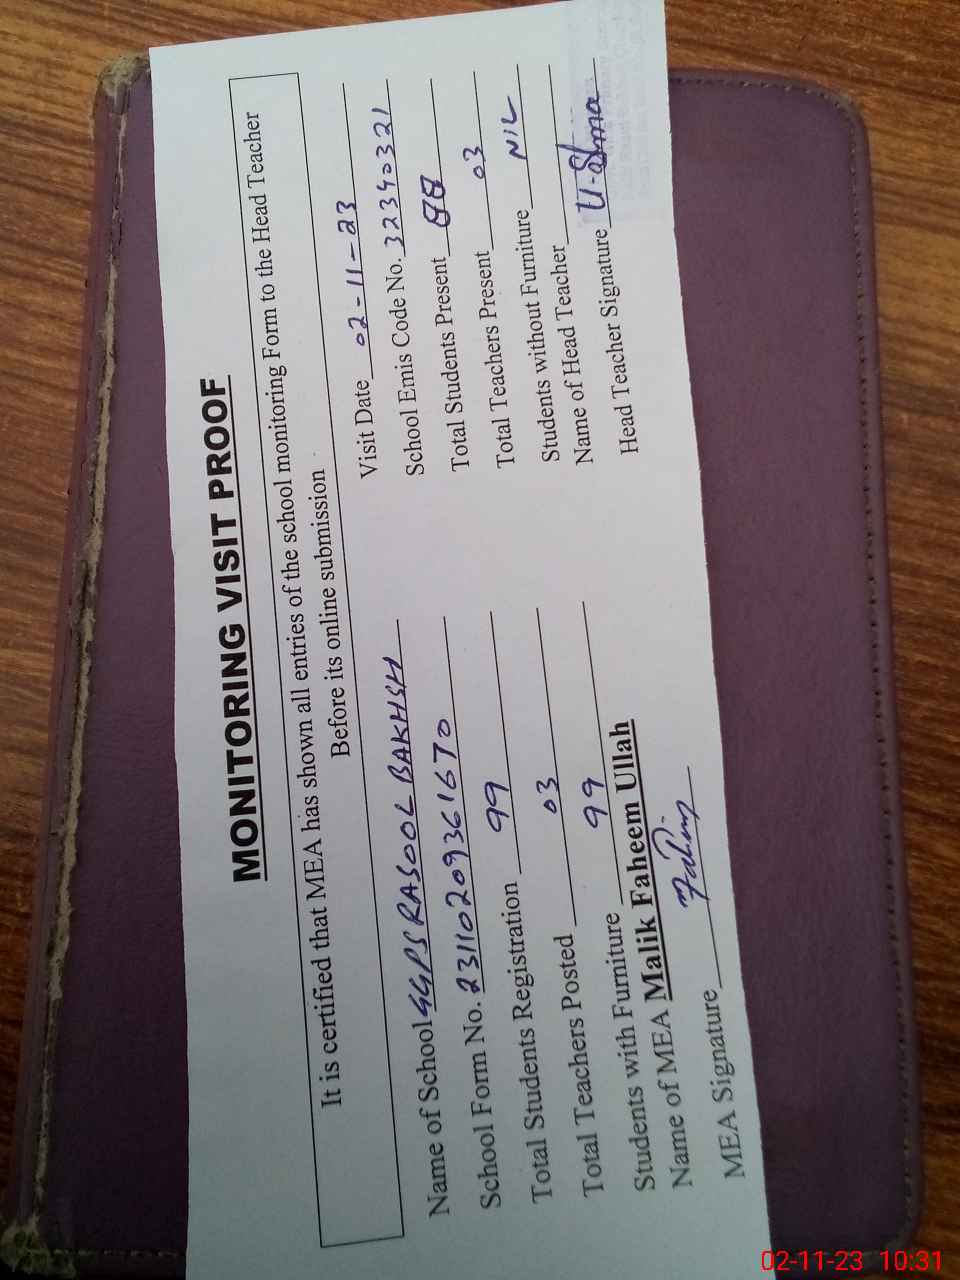 MONITORING VISIT PROOF
It is certified that MEA has shown all entries of the school monitoring Form to the Head Teacher
Before its online submission
Name of School GGPS RASOOL BAKHSH
Visit Date 02-11-23
School Form No. 23110209361670
School Emis Code No. 32340321
Total Students Registration 99
Total Students Present 88
Total Teachers Posted 03
Total Teachers Present 03
Students with Furniture 99
Students without Furniture NIL
Name of MEA Malik Faheem Ullah
Name of Head Teacher
MEA Signature Fahim
Head Teacher Signature
02-11-23 10:31